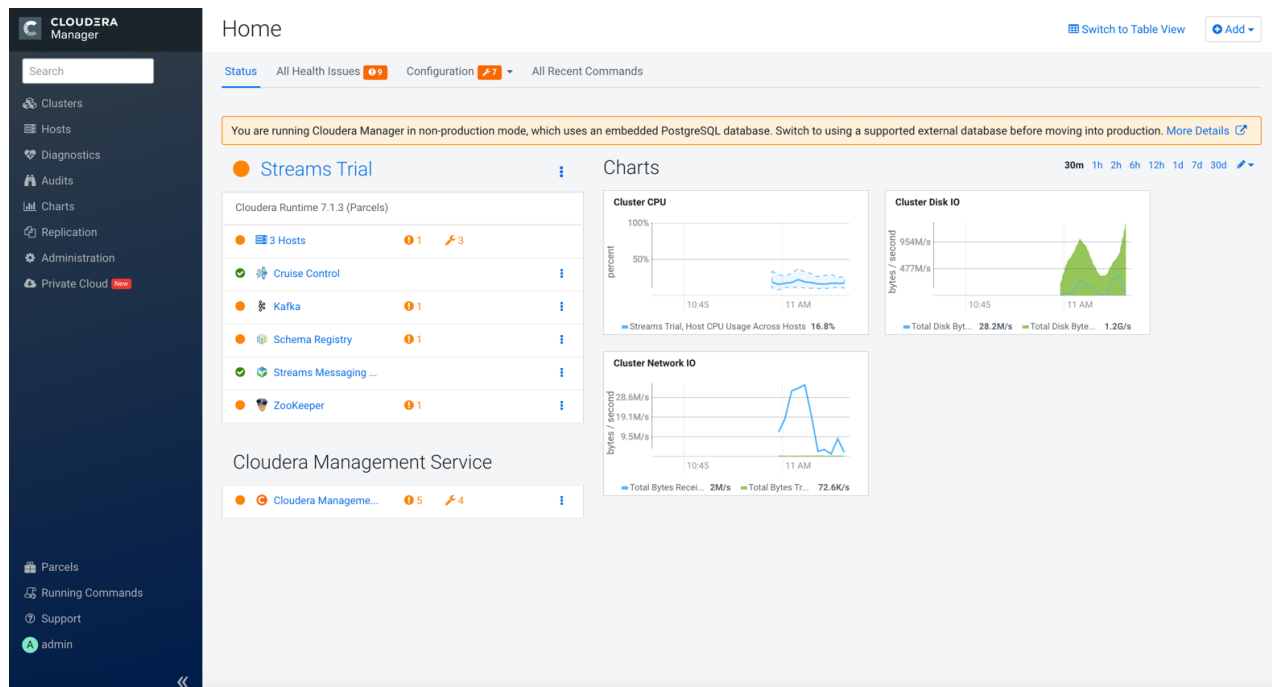 CLOUDERA
Manager
Search
Clusters
Hosts
Diagnostics
Audits
Charts
Replication
Administration
Private Cloud New
Parcels
Running Commands
Support
A admin
Home
Switch to Table View
Add
Status All Health Issues 9 Configuration 7 All Recent Commands
You are running Cloudera Manager in non-production mode, which uses an embedded PostgreSQL database. Switch to using a supported external database before moving into production. More Details
Streams Trial
Cloudera Runtime 7.1.3 (Parcels)
3 Hosts 1 3
Cruise Control
Kafka 1
Schema Registry 1
Streams Messaging ...
ZooKeeper 1
Cloudera Management Service
Cloudera Manageme... 5 4
Charts
30m 1h 2h 6h 12h 1d 7d 30d
Cluster CPU
percent
100%
50%
10:45 11 AM
Streams Trial, Host CPU Usage Across Hosts 16.8%
Cluster Disk IO
bytes / second
954M/s
477M/s
10:45 11 AM
Total Disk Byt... 28.2M/s Total Disk Byte... 1.2G/s
Cluster Network IO
bytes / second
28.6M/s
19.1M/s
9.5M/s
10:45 11 AM
Total Bytes Recei... 2M/s Total Bytes Tr... 72.6K/s